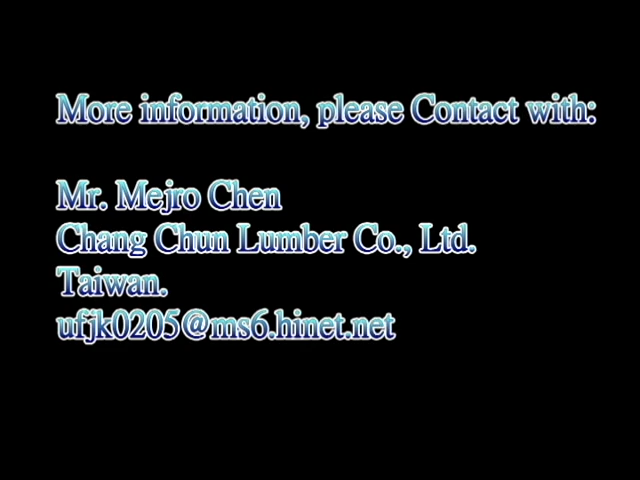 More information, please Contact with:
Mr. Mejro Chen
Chang Chun Lumber Co., Ltd.
Taiwan.
ufjk0205@ms6.hinet.net